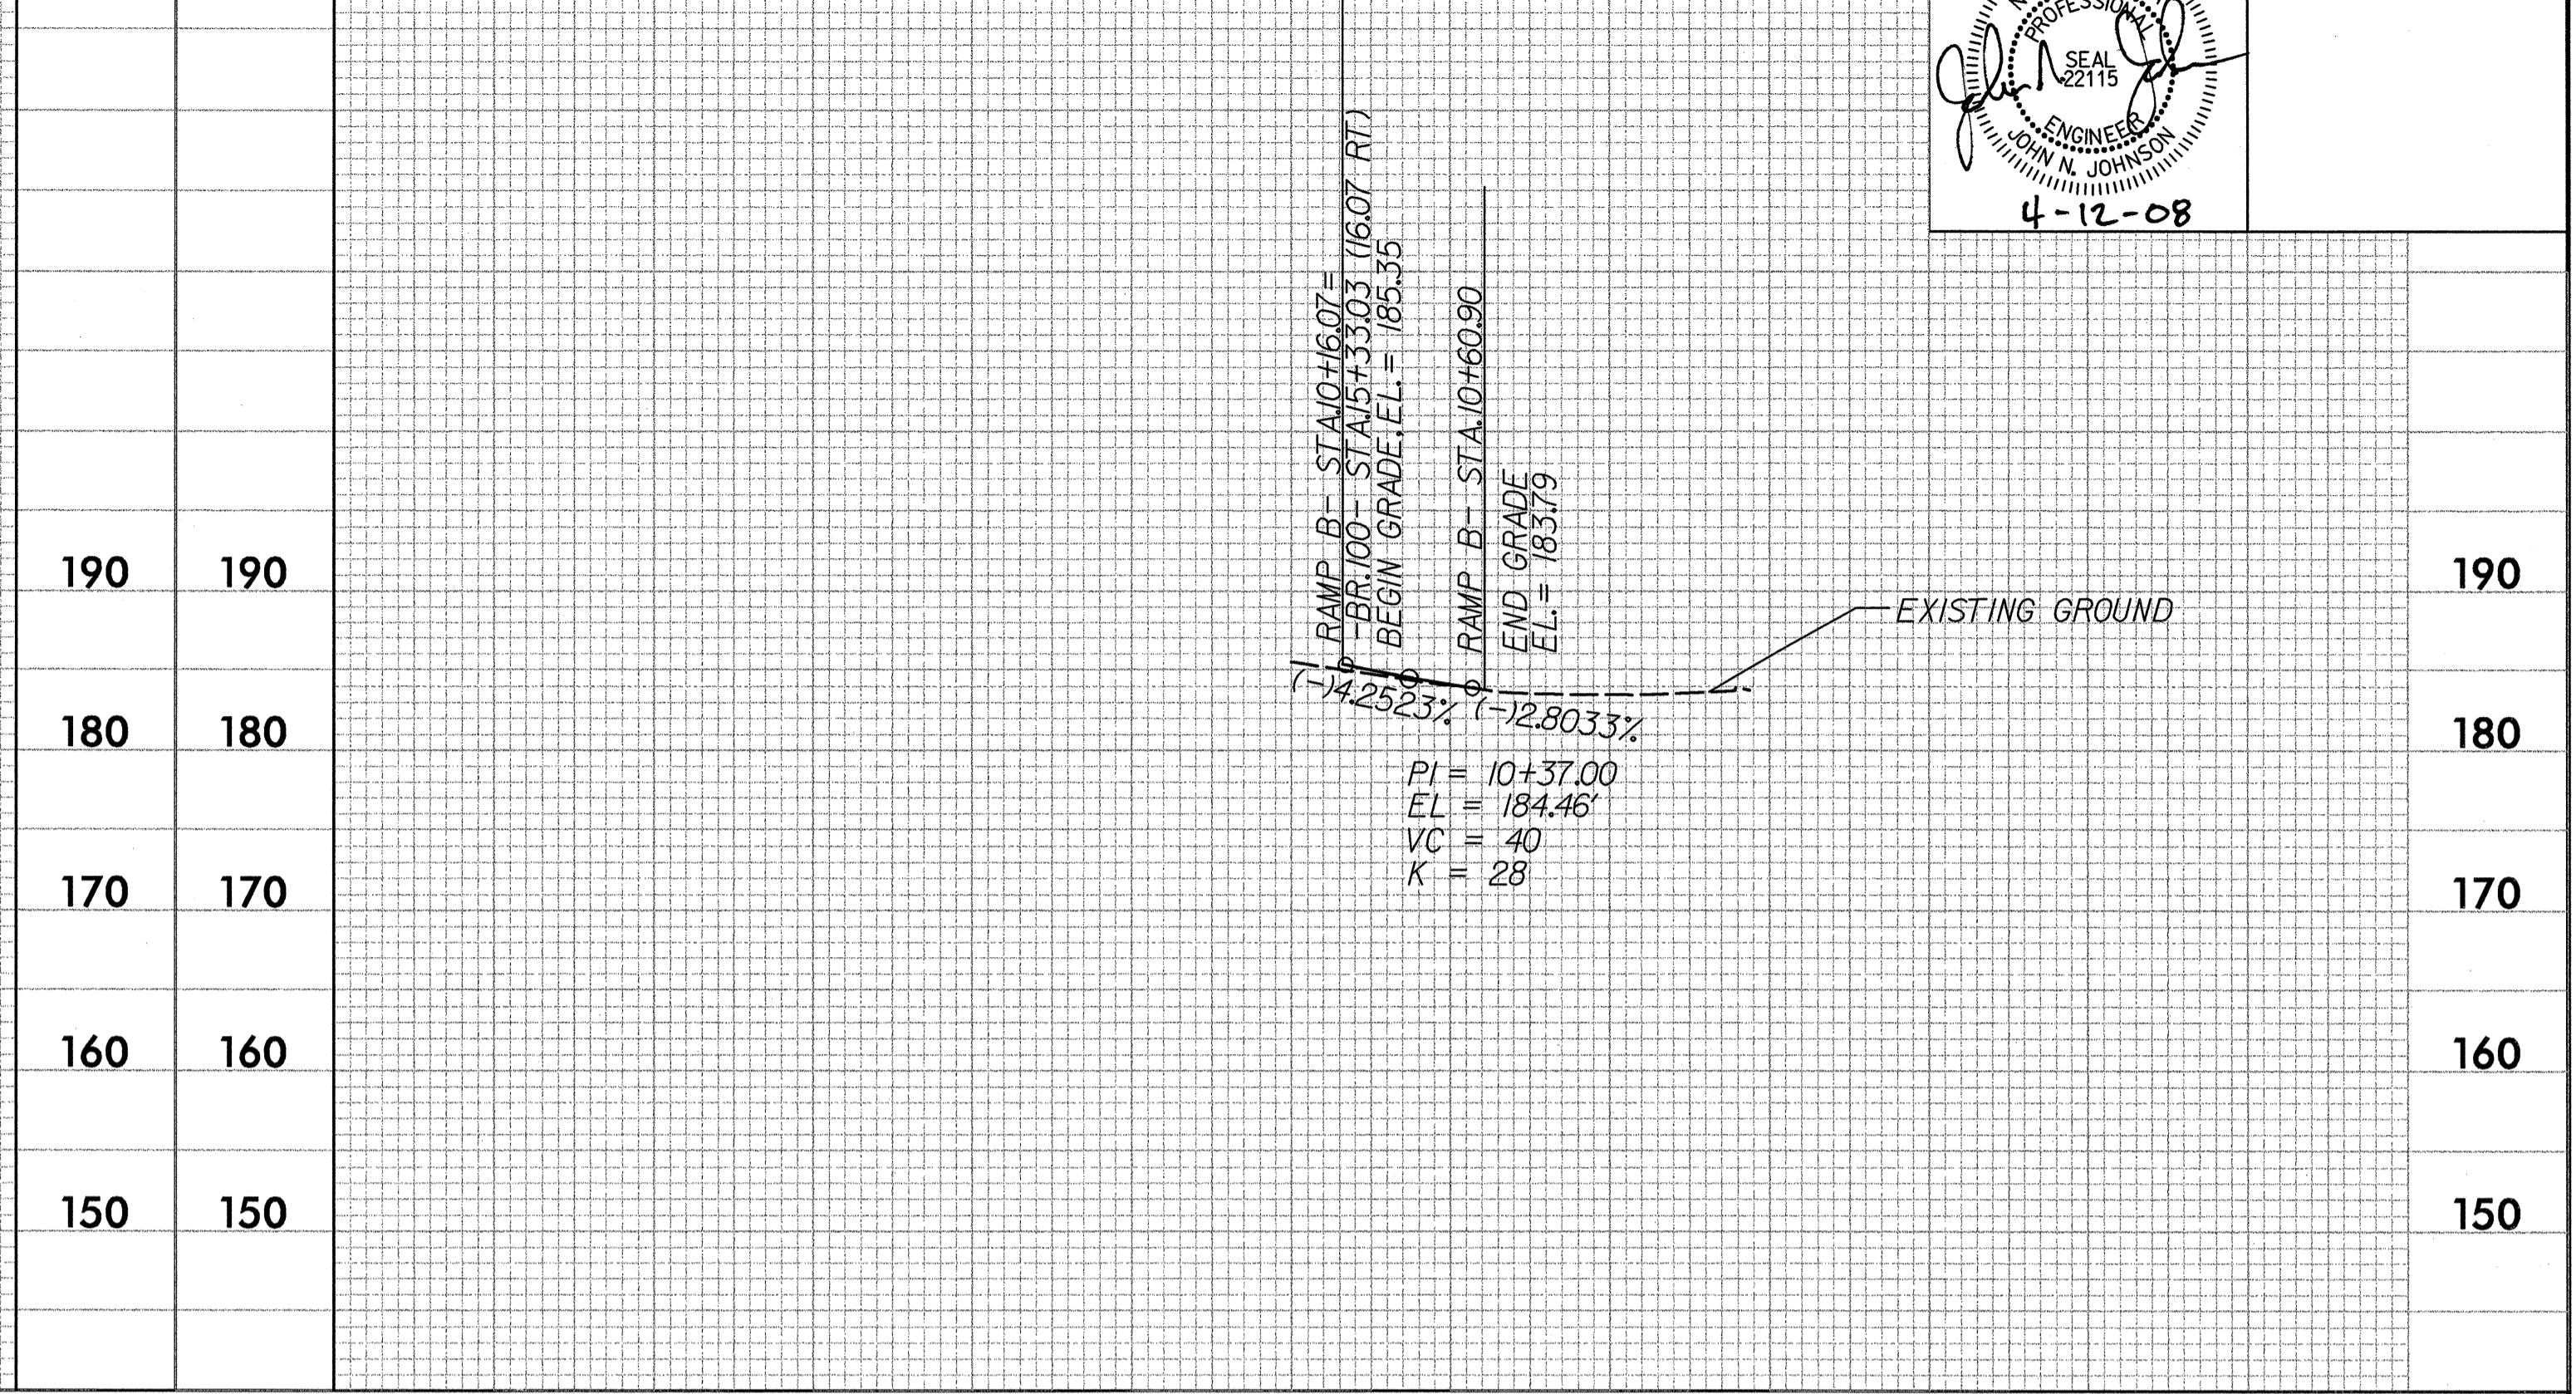 PROFESSIONAL
SEAL
22115
ENGINEER
JOHN N. JOHNSON
4-12-08
RAMP B- STA.10+16.07=
-BR.100- STA.15+33.03 (16.07 RT)
BEGIN GRADE, EL.= 185.35
RAMP B- STA.10+60.90
END GRADE
EL.= 183.79
190 190 190
EXISTING GROUND
(-)4.2523% (-)2.8033%
180 180 180
PI = 10+37.00
EL = 184.46'
VC = 40
K = 28
170 170 170
160 160 160
150 150 150